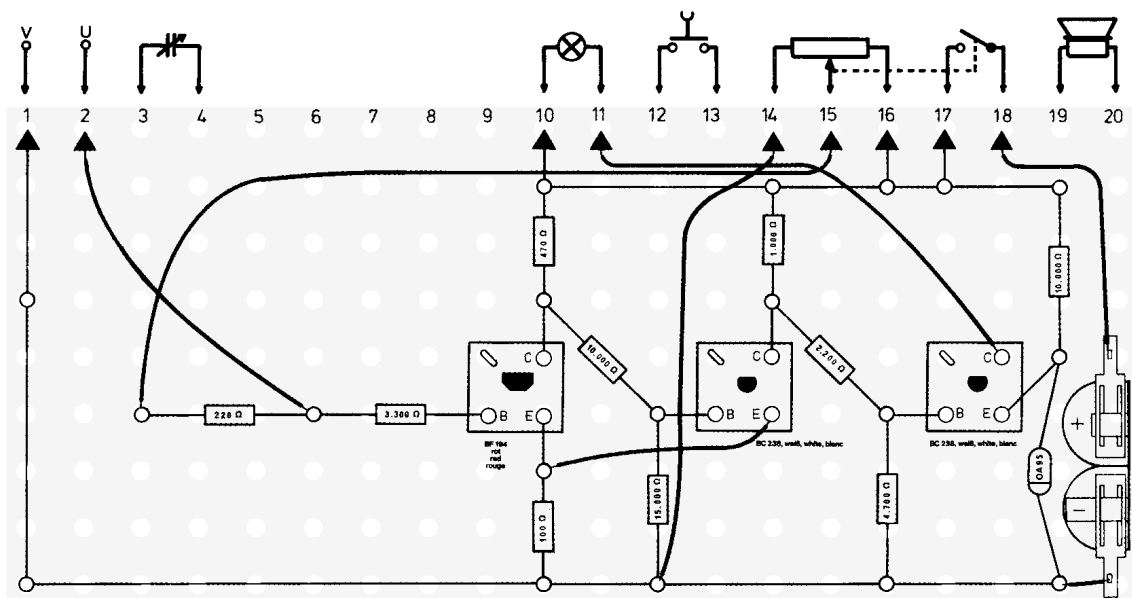 V U
1 2 3 4 5 6 7 8 9 10 11 12 13 14 15 16 17 18 19 20
470 Ω
1.000 Ω
10.000 Ω
10.000 Ω
2.200 Ω
C
C
C
+
220 Ω
3.300 Ω
B E
B E
B E
BF 194
rot
red
rouge
BC 238, weiß, white, blanc
BC 238, weiß, white, blanc
OA 95
100 Ω
15.000 Ω
4.700 Ω
−